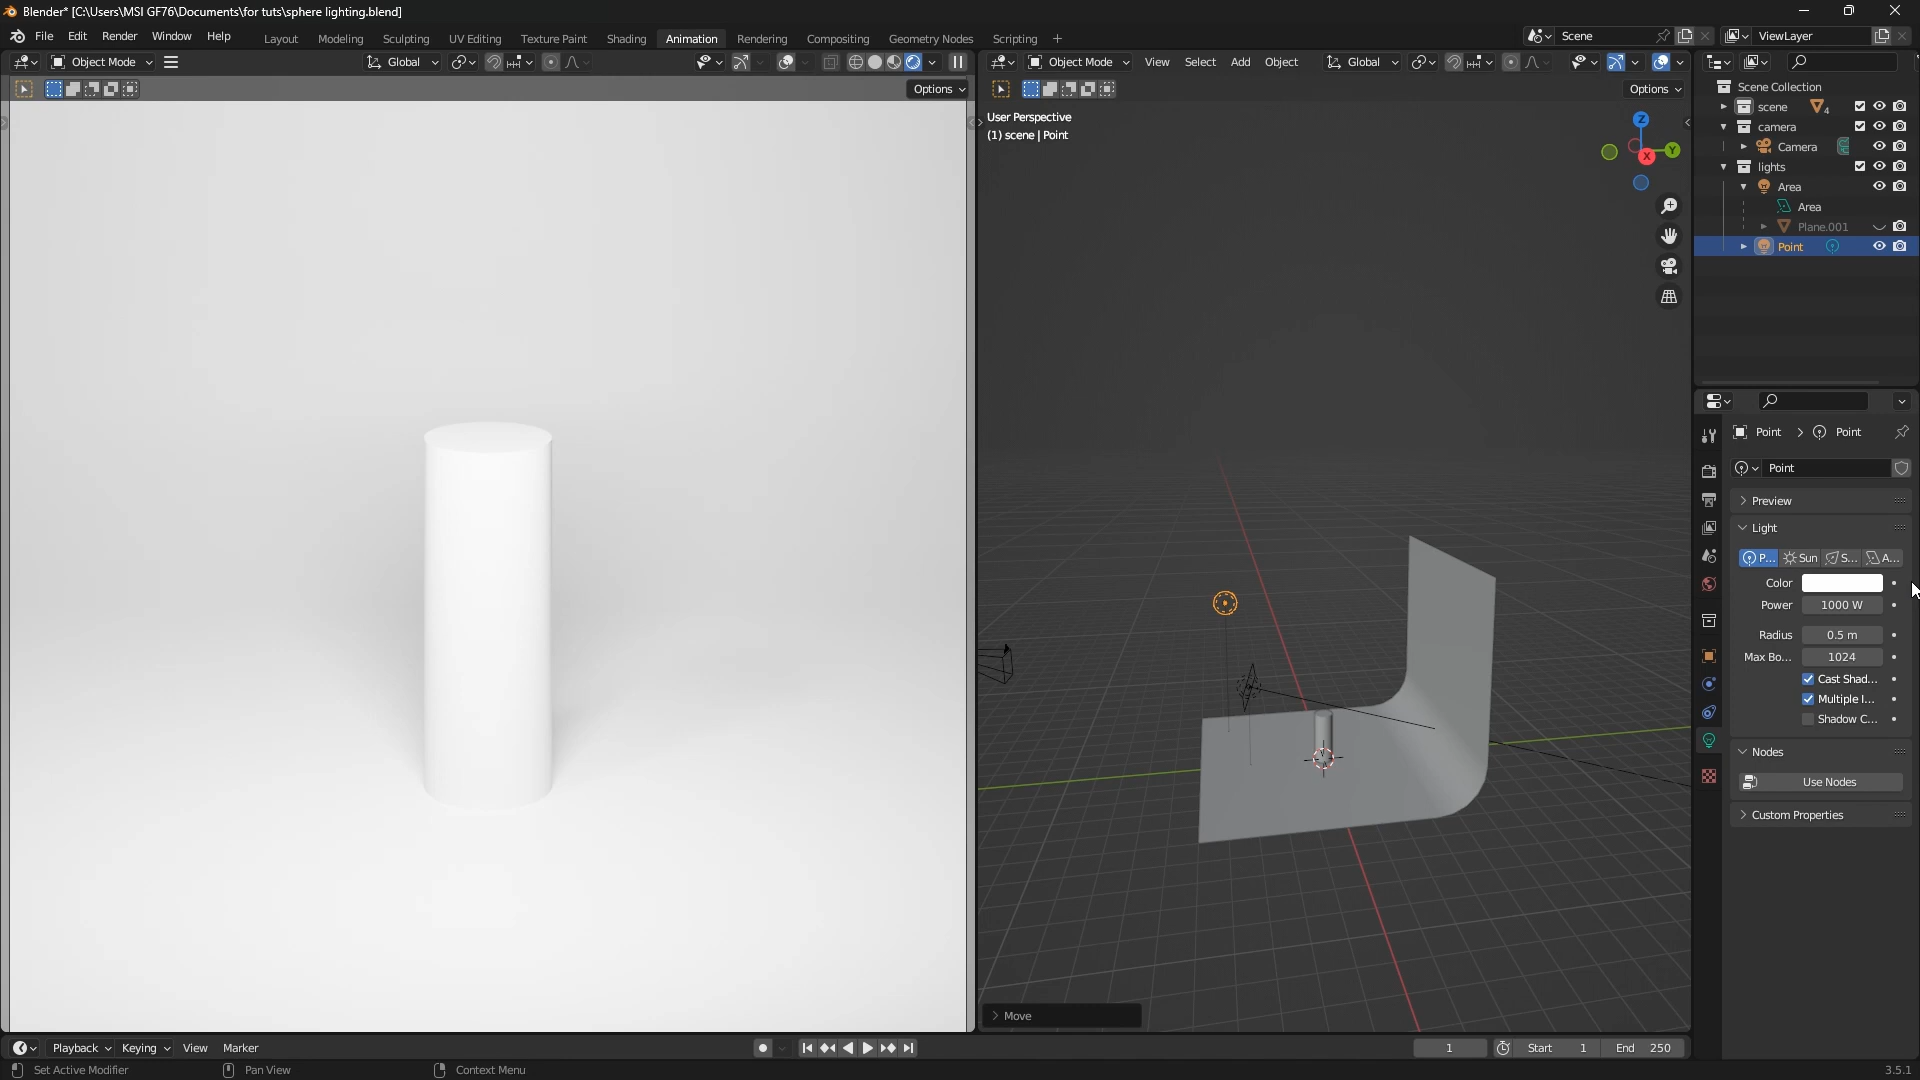 Blender* [C:\Users\MSI GF76\Documents\for tuts\sphere lighting.blend]
File Edit Render Window Help Layout Modeling Sculpting UV Editing Texture Paint Shading Animation Rendering Compositing Geometry Nodes Scripting + Scene ViewLayer
Object Mode Global Object Mode View Select Add Object Global
Options Options
User Perspective
(1) scene | Point
Z
Y
X
Scene Collection
scene 4
camera
Camera
lights
Area
Area
Plane.001
Point
Point > Point
Point
Preview
Light
P... Sun S... A...
Color
Power 1000 W
Radius 0.5 m
Max Bo... 1024
Cast Shad...
Multiple I...
Shadow C...
Nodes
Use Nodes
Custom Properties
> Move
Playback Keying View Marker 1 Start 1 End 250
Set Active Modifier Pan View Context Menu 3.5.1